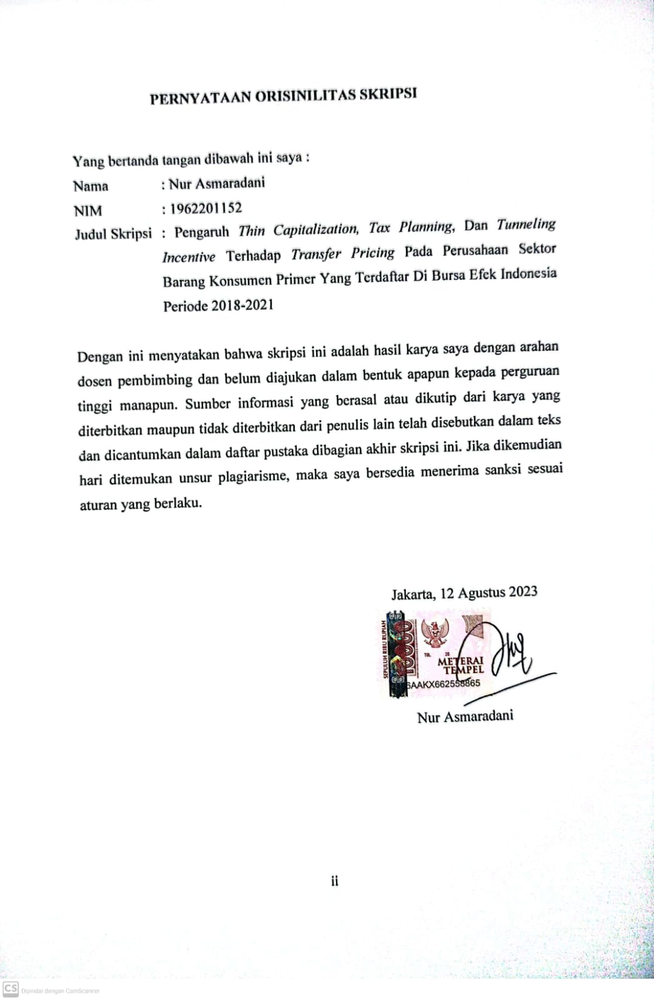 PERNYATAAN ORISINILITAS SKRIPSI
Yang bertanda tangan dibawah ini saya :
Nama : Nur Asmaradani
NIM : 1962201152
Judul Skripsi : Pengaruh Thin Capitalization, Tax Planning, Dan Tunneling
Incentive Terhadap Transfer Pricing Pada Perusahaan Sektor
Barang Konsumen Primer Yang Terdaftar Di Bursa Efek Indonesia
Periode 2018-2021
Dengan ini menyatakan bahwa skripsi ini adalah hasil karya saya dengan arahan
dosen pembimbing dan belum diajukan dalam bentuk apapun kepada perguruan
tinggi manapun. Sumber informasi yang berasal atau dikutip dari karya yang
diterbitkan maupun tidak diterbitkan dari penulis lain telah disebutkan dalam teks
dan dicantumkan dalam daftar pustaka dibagian akhir skripsi ini. Jika dikemudian
hari ditemukan unsur plagiarisme, maka saya bersedia menerima sanksi sesuai
aturan yang berlaku.
Jakarta, 12 Agustus 2023
SEPULUH RIBU RUPIAH
djp
10000
TGL. 20
METERAI
TEMPEL
djp
6AAKX662558865
Nur Asmaradani
ii
CS Dipindai dengan CamScanner